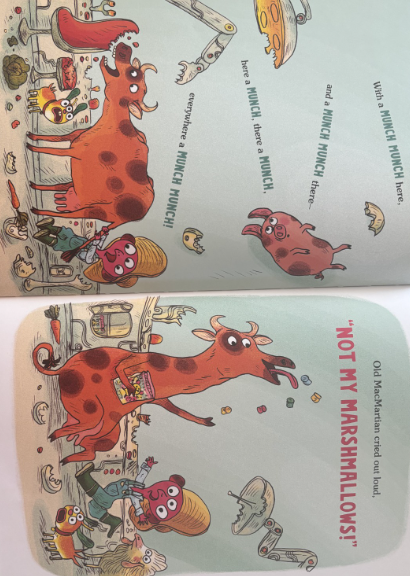 With a MUNCH MUNCH here,
and a MUNCH MUNCH there—
here a MUNCH, there a MUNCH,
everywhere a MUNCH MUNCH!
Old MacMartian cried out loud,
"NOT MY MARSHMALLOWS!"